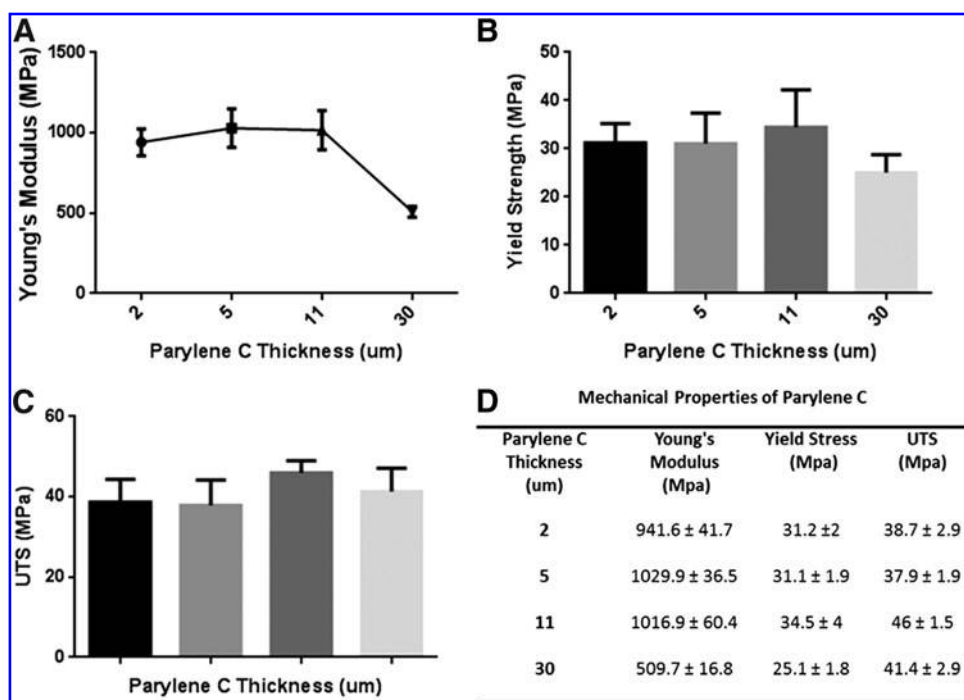 A
Young's Modulus (MPa)
1500
1000
500
0
2
5
11
30
Parylene C Thickness (um)
B
Yield Strength (MPa)
50
40
30
20
10
0
2
5
11
30
Parylene C Thickness (um)
C
UTS (MPa)
60
40
20
0
Parylene C Thickness (um)
D
Mechanical Properties of Parylene C
Parylene C Thickness (um) Young's Modulus (Mpa) Yield Stress (Mpa) UTS (Mpa)
2 941.6 ± 41.7 31.2 ±2 38.7 ± 2.9
5 1029.9 ± 36.5 31.1 ± 1.9 37.9 ± 1.9
11 1016.9 ± 60.4 34.5 ± 4 46 ± 1.5
30 509.7 ± 16.8 25.1 ± 1.8 41.4 ± 2.9